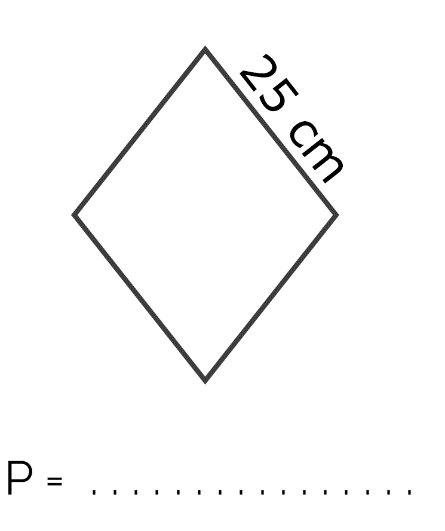 25 cm
P = ................